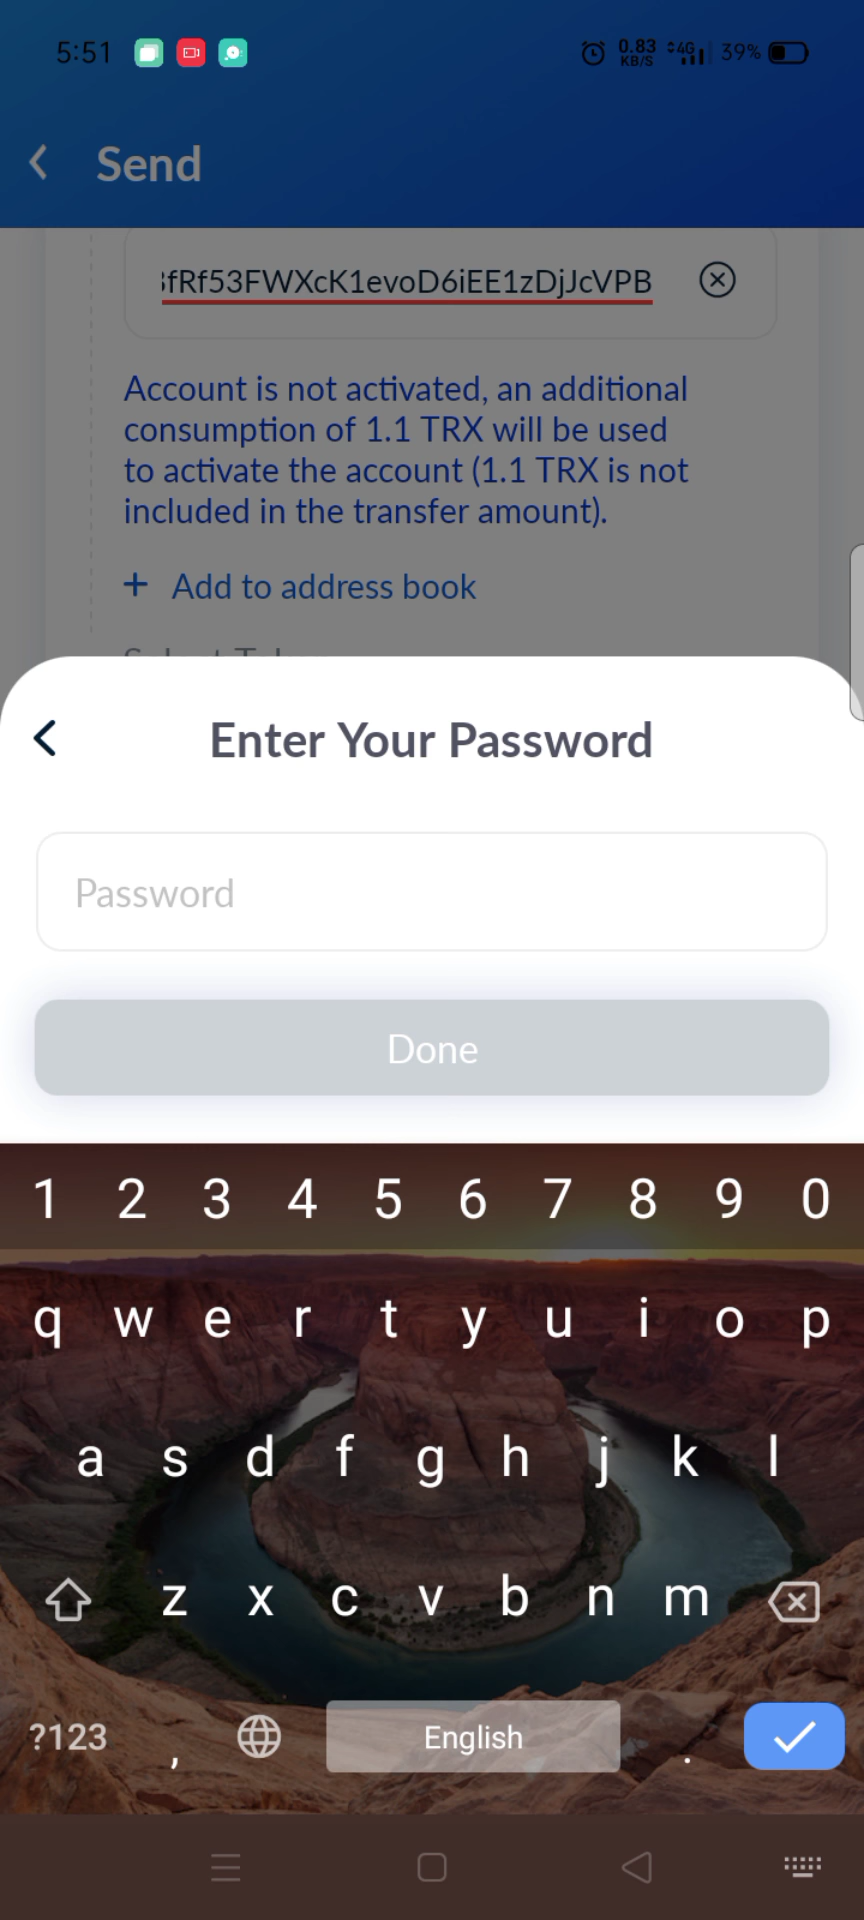 5:51 0.83 KB/S 4G 39%
Send
fRf53FWXcK1evoD6iEE1zDjJcVPB
Account is not activated, an additional
consumption of 1.1 TRX will be used
to activate the account (1.1 TRX is not
included in the transfer amount).
+ Add to address book
Enter Your Password
Password
Done
1 2 3 4 5 6 7 8 9 0
q w e r t y u i o p
a s d f g h j k l
z x c v b n m
?123 , English .